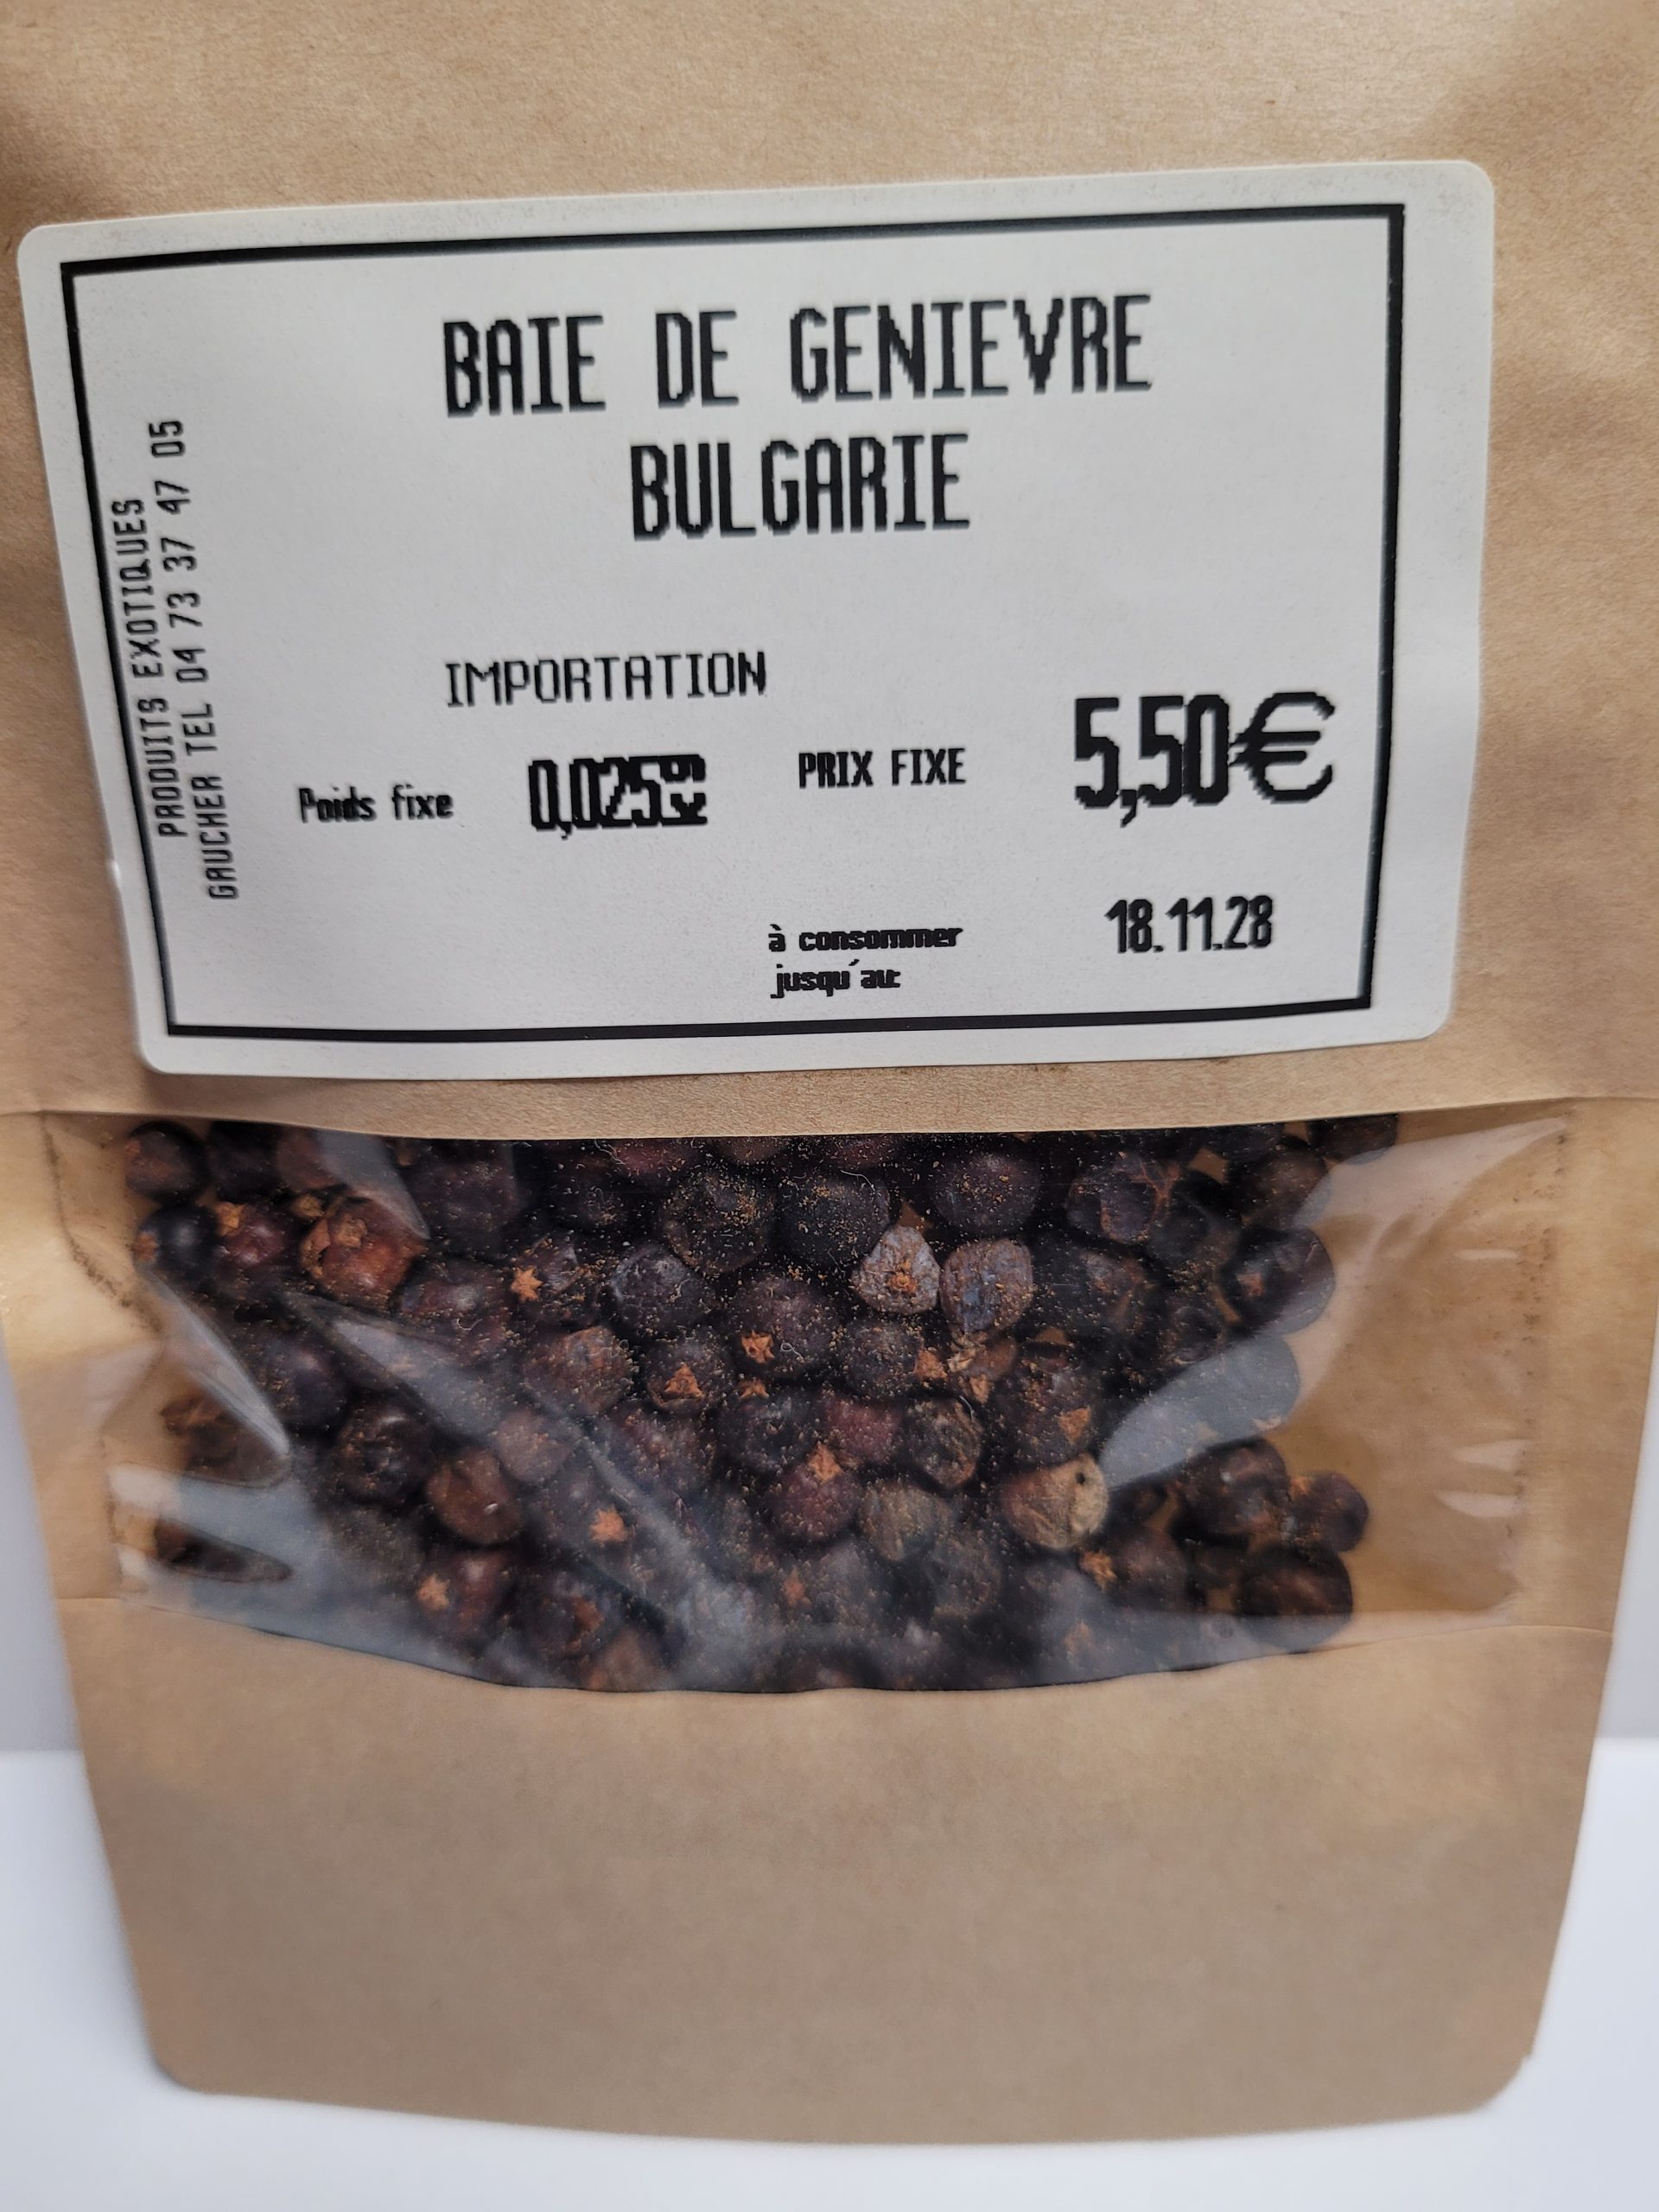 BAIE DE GENIEVRE
BULGARIE
IMPORTATION
Poids fixe 0,025kg PRIX FIXE 5,50€
à consommer 18.11.28
jusqu'au:
PRODUITS EXOTIQUES
GAUCHER TEL 04 73 37 47 05